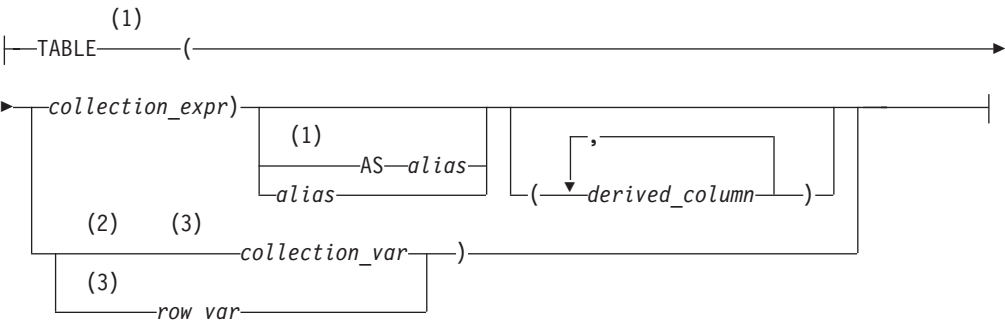 (1)
TABLE (
collection_expr)
(1)
AS alias
alias
,
( derived_column )
(2) (3)
collection_var )
(3)
row_var